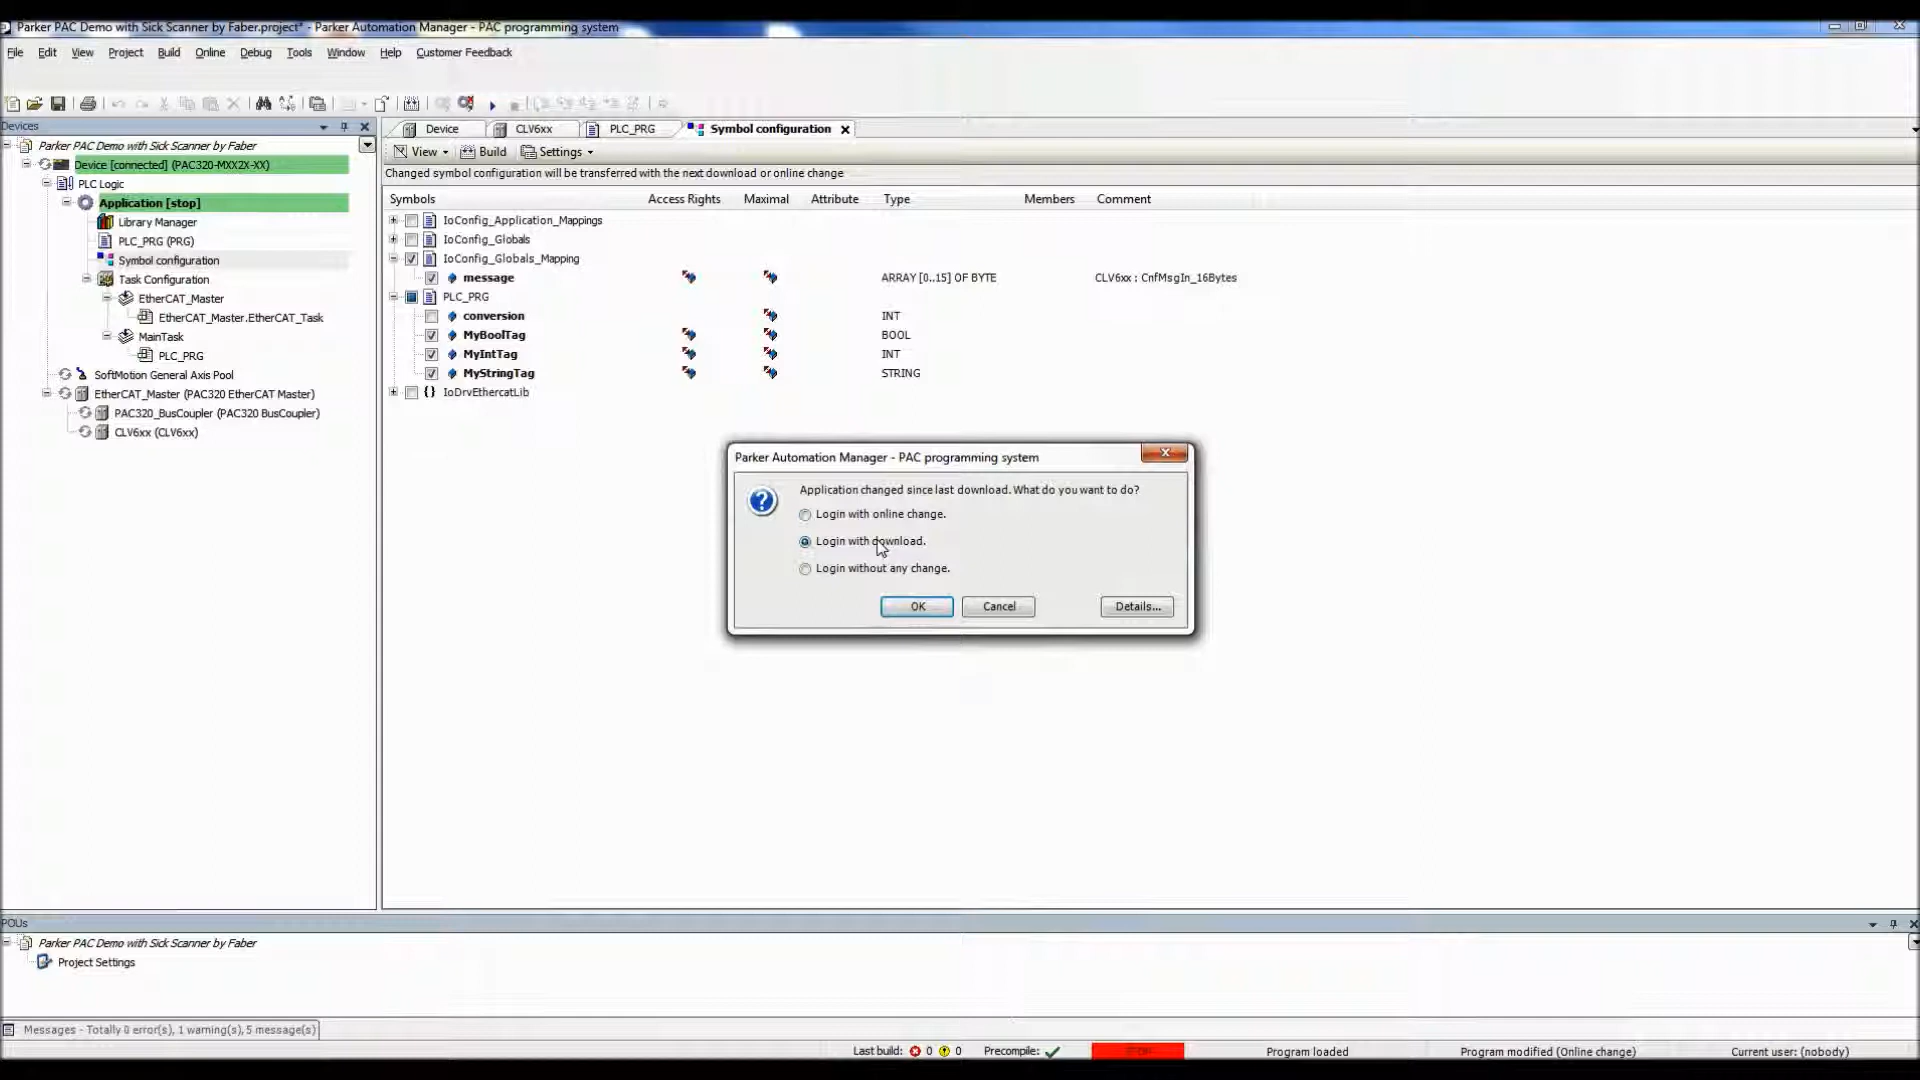 Parker PAC Demo with Sick Scanner by Faber.project* - Parker Automation Manager - PAC programming system
File Edit View Project Build Online Debug Tools Window Help Customer Feedback
Devices
Parker PAC Demo with Sick Scanner by Faber
Device [connected] (PAC320-MXX2X-XX)
PLC Logic
Application [stop]
Library Manager
PLC_PRG (PRG)
Symbol configuration
Task Configuration
EtherCAT_Master
EtherCAT_Master.EtherCAT_Task
MainTask
PLC_PRG
SoftMotion General Axis Pool
EtherCAT_Master (PAC320 EtherCAT Master)
PAC320_BusCoupler (PAC320 BusCoupler)
CLV6xx (CLV6xx)
Device CLV6xx PLC_PRG Symbol configuration
View Build Settings
Changed symbol configuration will be transferred with the next download or online change
Symbols Access Rights Maximal Attribute Type Members Comment
IoConfig_Application_Mappings
IoConfig_Globals
IoConfig_Globals_Mapping
message ARRAY [0..15] OF BYTE CLV6xx : CnfMsgIn_16Bytes
PLC_PRG
conversion INT
MyBoolTag BOOL
MyIntTag INT
MyStringTag STRING
IoDrvEthercatLib
Parker Automation Manager - PAC programming system
Application changed since last download. What do you want to do?
Login with online change.
Login with download.
Login without any change.
OK Cancel Details...
POUs
Parker PAC Demo with Sick Scanner by Faber
Project Settings
Messages - Totally 0 error(s), 1 warning(s), 5 message(s)
Last build: 0 0 Precompile: Program loaded Program modified (Online change) Current user: (nobody)